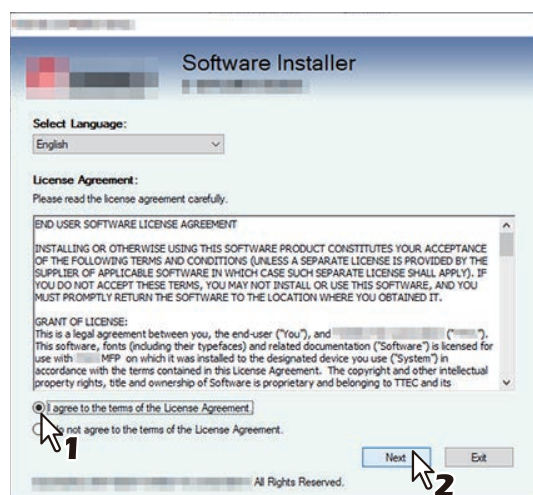 Software Installer
Select Language:
English
License Agreement:
Please read the license agreement carefully.
END USER SOFTWARE LICENSE AGREEMENT
INSTALLING OR OTHERWISE USING THIS SOFTWARE PRODUCT CONSTITUTES YOUR ACCEPTANCE
OF THE FOLLOWING TERMS AND CONDITIONS (UNLESS A SEPARATE LICENSE IS PROVIDED BY THE
SUPPLIER OF APPLICABLE SOFTWARE IN WHICH CASE SUCH SEPARATE LICENSE SHALL APPLY). IF
YOU DO NOT ACCEPT THESE TERMS, YOU MAY NOT INSTALL OR USE THIS SOFTWARE, AND YOU
MUST PROMPTLY RETURN THE SOFTWARE TO THE LOCATION WHERE YOU OBTAINED IT.
GRANT OF LICENSE:
This is a legal agreement between you, the end-user ("You"), and (" ").
This software, fonts (including their typefaces) and related documentation ("Software") is licensed for
use with MFP on which it was installed to the designated device you use ("System") in
accordance with the terms contained in this License Agreement. The copyright and other intellectual
property rights, title and ownership of Software is proprietary and belonging to TTEC and its
I agree to the terms of the License Agreement.
do not agree to the terms of the License Agreement.
1
Next
Exit
2
All Rights Reserved.